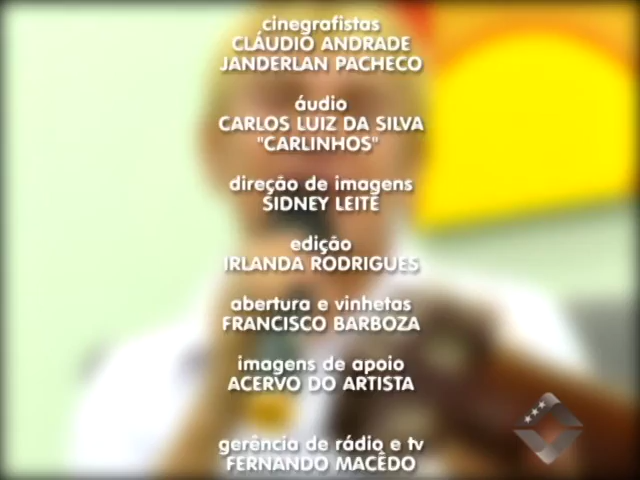 cinegrafistas
CLÁUDIO ANDRADE
JANDERLAN PACHECO
áudio
CARLOS LUIZ DA SILVA
"CARLINHOS"
direção de imagens
SIDNEY LEITE
edição
IRLANDA RODRIGUES
abertura e vinhetas
FRANCISCO BARBOZA
imagens de apoio
ACERVO DO ARTISTA
gerência de rádio e tv
FERNANDO MACÊDO